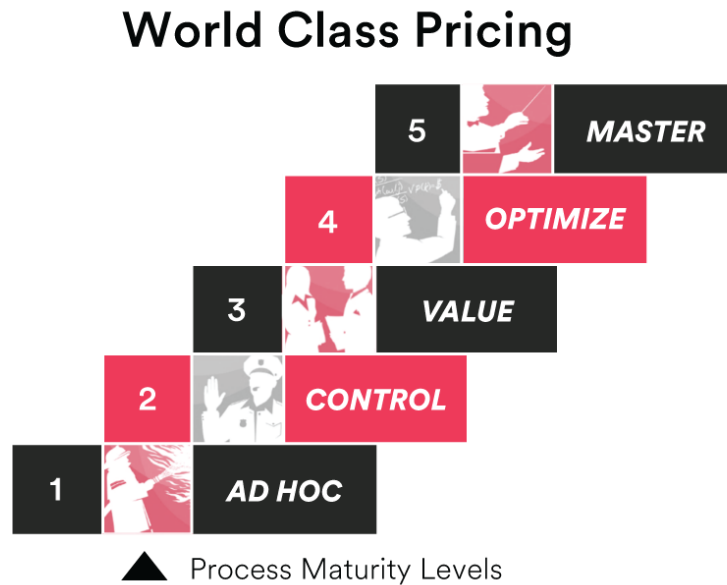 World Class Pricing
5 MASTER
4 OPTIMIZE
3 VALUE
2 CONTROL
1 AD HOC
Process Maturity Levels